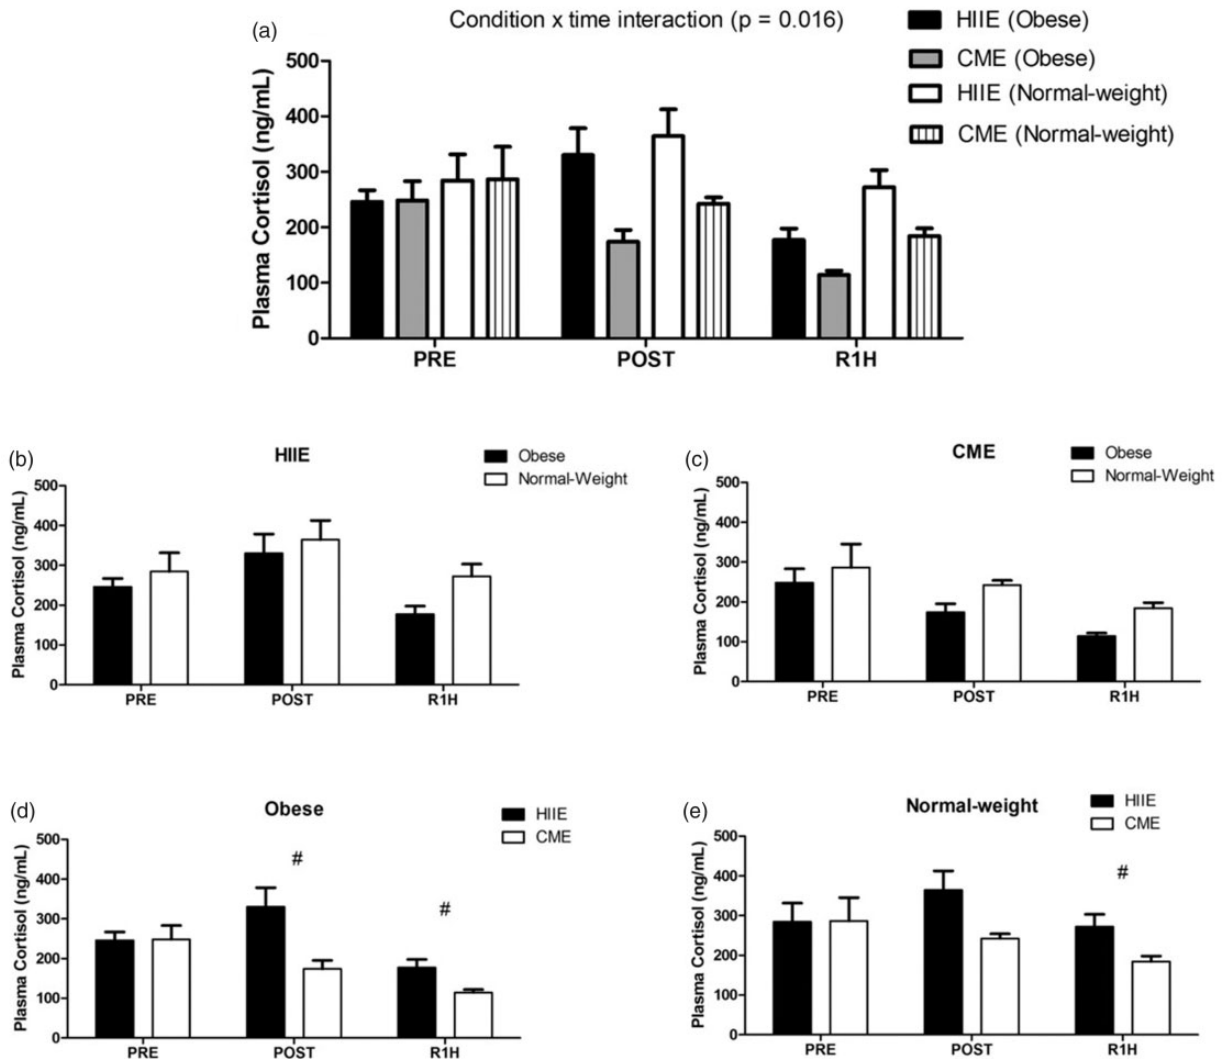 (a)
Condition x time interaction (p = 0.016)
HIIE (Obese)
CME (Obese)
HIIE (Normal-weight)
CME (Normal-weight)
Plasma Cortisol (ng/mL)
500
400
300
200
100
0
PRE POST R1H
(b)
HIIE
Obese
Normal-Weight
Plasma Cortisol (ng/mL)
500
400
300
200
100
0
PRE POST R1H
(c)
CME
Obese
Normal-Weight
Plasma Cortisol (ng/mL)
500
400
300
200
100
0
PRE POST R1H
(d)
Obese
HIIE
CME
Plasma Cortisol (ng/mL)
500
400
300
200
100
0
#
#
PRE POST R1H
(e)
Normal-weight
HIIE
CME
Plasma Cortisol (ng/mL)
500
400
300
200
100
0
#
PRE POST R1H